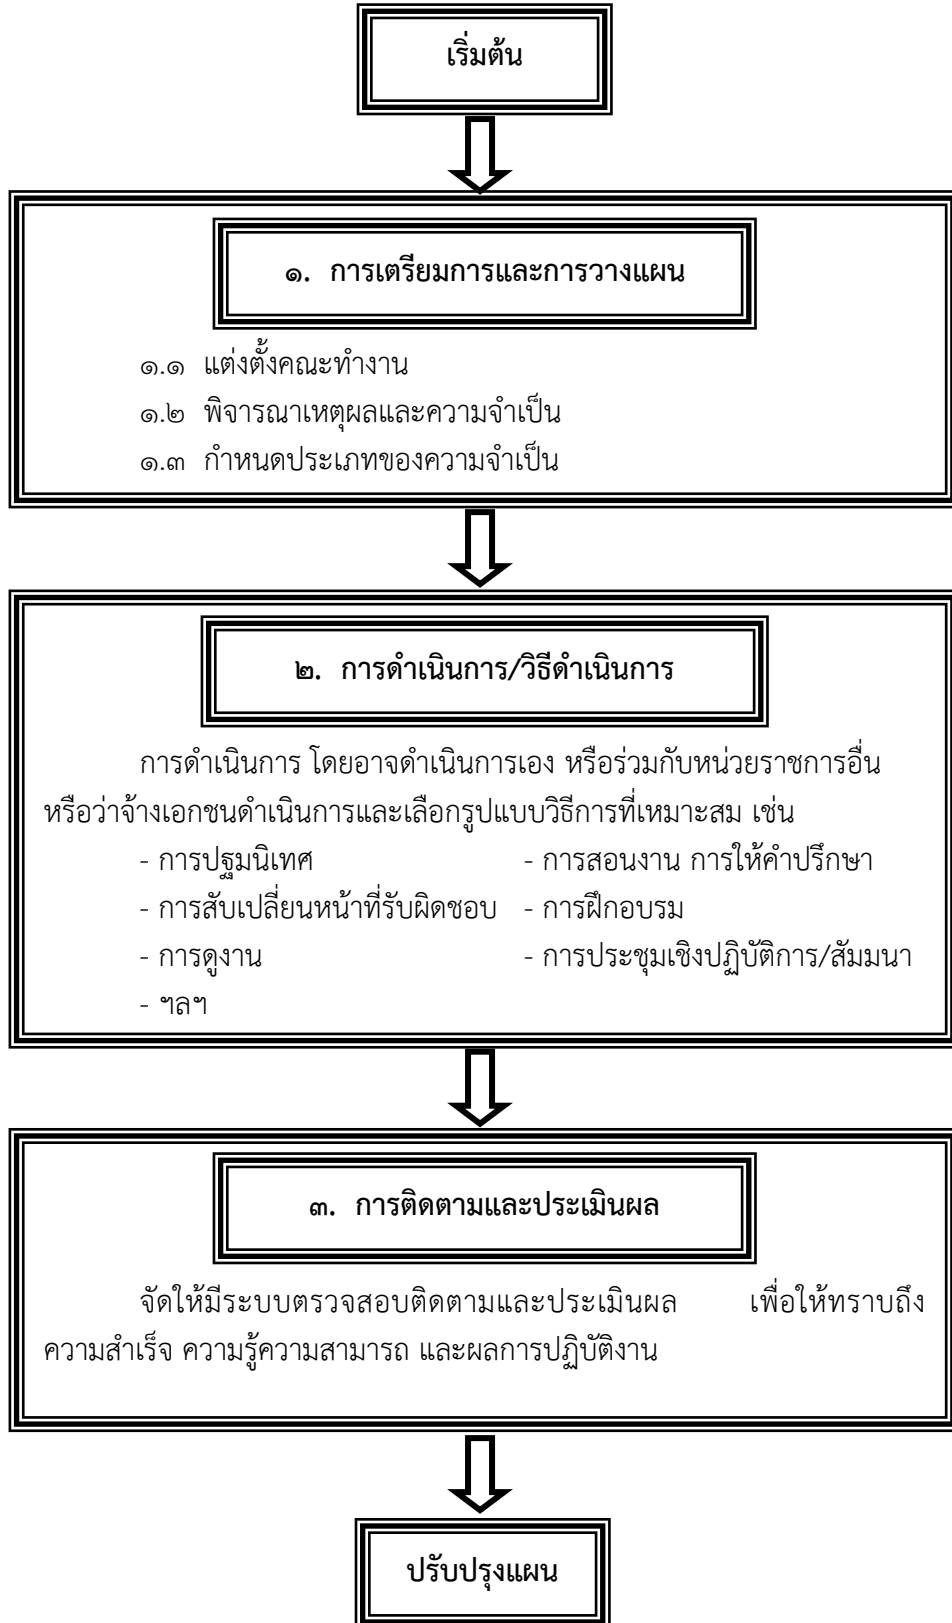 เริ่มต้น
๑. การเตรียมการและการวางแผน
๑.๑ แต่งตั้งคณะทำงาน
๑.๒ พิจารณาเหตุผลและความจำเป็น
๑.๓ กำหนดประเภทของความจำเป็น
๒. การดำเนินการ/วิธีดำเนินการ
การดำเนินการ โดยอาจดำเนินการเอง หรือร่วมกับหน่วยราชการอื่น
หรือว่าจ้างเอกชนดำเนินการและเลือกรูปแบบวิธีการที่เหมาะสม เช่น
- การปฐมนิเทศ - การสอนงาน การให้คำปรึกษา
- การสับเปลี่ยนหน้าที่รับผิดชอบ - การฝึกอบรม
- การดูงาน - การประชุมเชิงปฏิบัติการ/สัมมนา
- ฯลฯ
๓. การติดตามและประเมินผล
จัดให้มีระบบตรวจสอบติดตามและประเมินผล เพื่อให้ทราบถึง
ความสำเร็จ ความรู้ความสามารถ และผลการปฏิบัติงาน
ปรับปรุงแผน